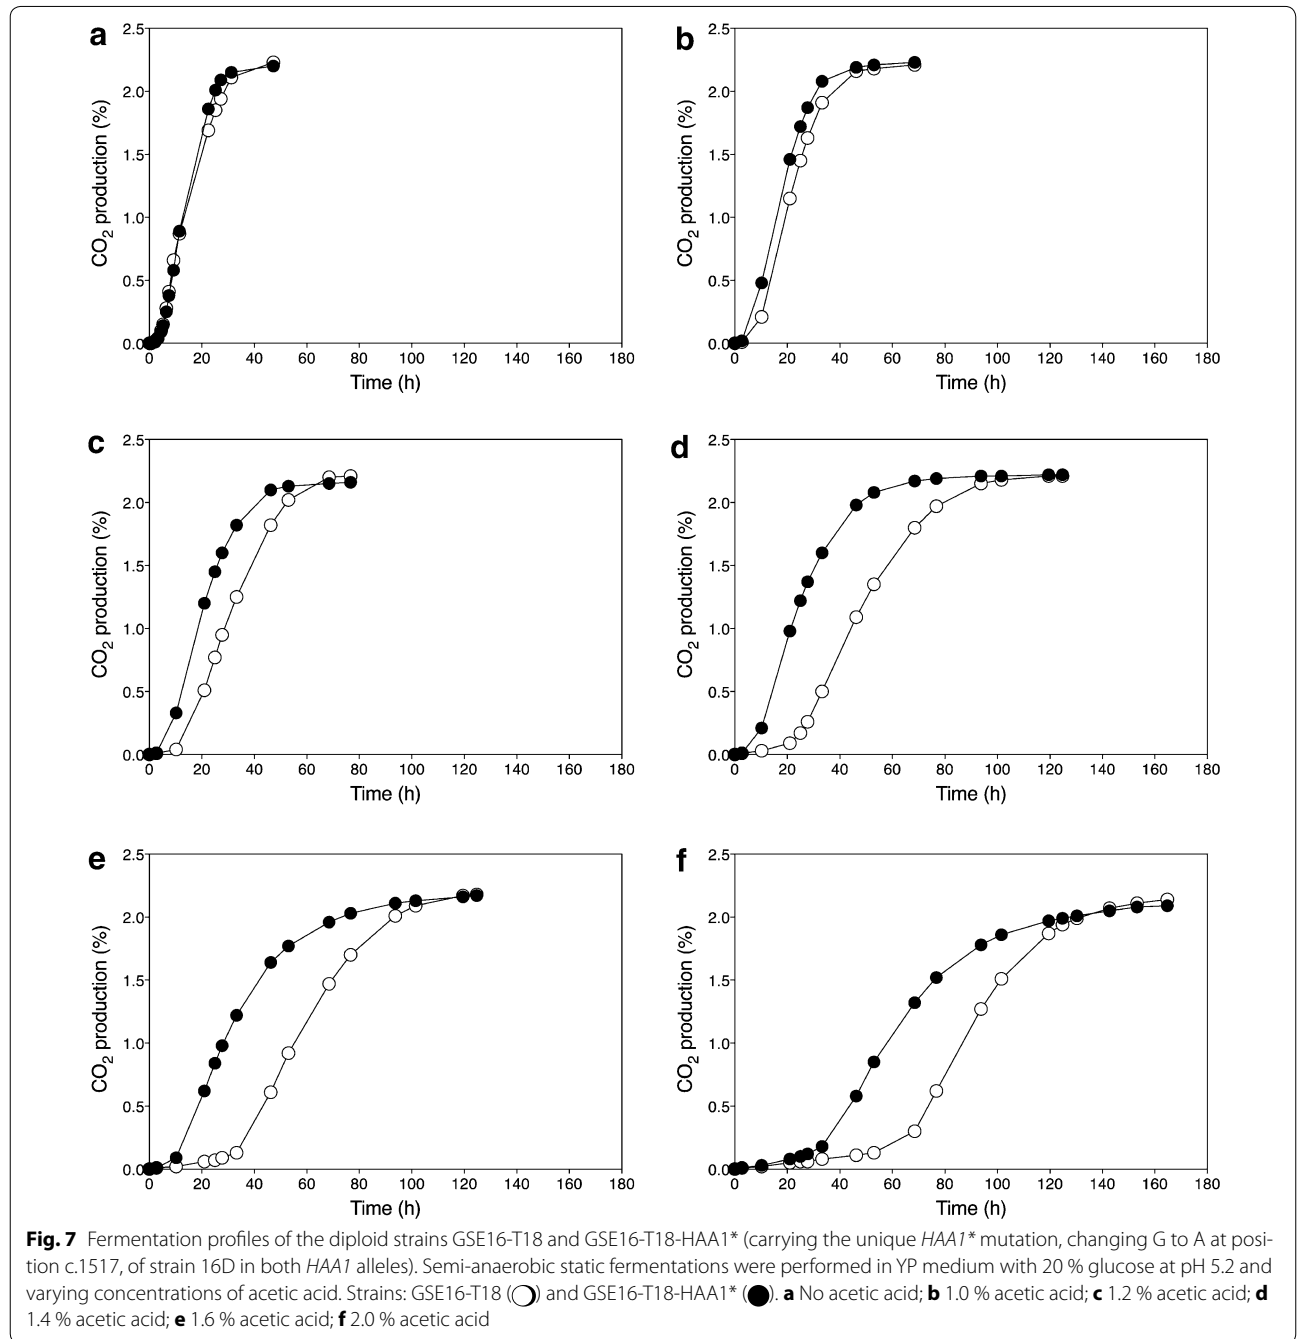 a
2.5
2.0
1.5
1.0
0.5
0.0
CO2 production (%)
0 20 40 60 80 100 120 140 160 180
Time (h)
b
2.5
2.0
1.5
1.0
0.5
0.0
CO2 production (%)
0 20 40 60 80 100 120 140 160 180
Time (h)
c
2.5
2.0
1.5
1.0
0.5
0.0
CO2 production (%)
0 20 40 60 80 100 120 140 160 180
Time (h)
d
2.5
2.0
1.5
1.0
0.5
0.0
CO2 production (%)
0 20 40 60 80 100 120 140 160 180
Time (h)
e
2.5
2.0
1.5
1.0
0.5
0.0
CO2 production (%)
0 20 40 60 80 100 120 140 160 180
Time (h)
f
2.5
2.0
1.5
1.0
0.5
0.0
CO2 production (%)
0 20 40 60 80 100 120 140 160 180
Time (h)
Fig. 7 Fermentation profiles of the diploid strains GSE16-T18 and GSE16-T18-HAA1* (carrying the unique HAA1* mutation, changing G to A at posi-
tion c.1517, of strain 16D in both HAA1 alleles). Semi-anaerobic static fermentations were performed in YP medium with 20 % glucose at pH 5.2 and
varying concentrations of acetic acid. Strains: GSE16-T18 (○) and GSE16-T18-HAA1* (●). a No acetic acid; b 1.0 % acetic acid; c 1.2 % acetic acid; d
1.4 % acetic acid; e 1.6 % acetic acid; f 2.0 % acetic acid